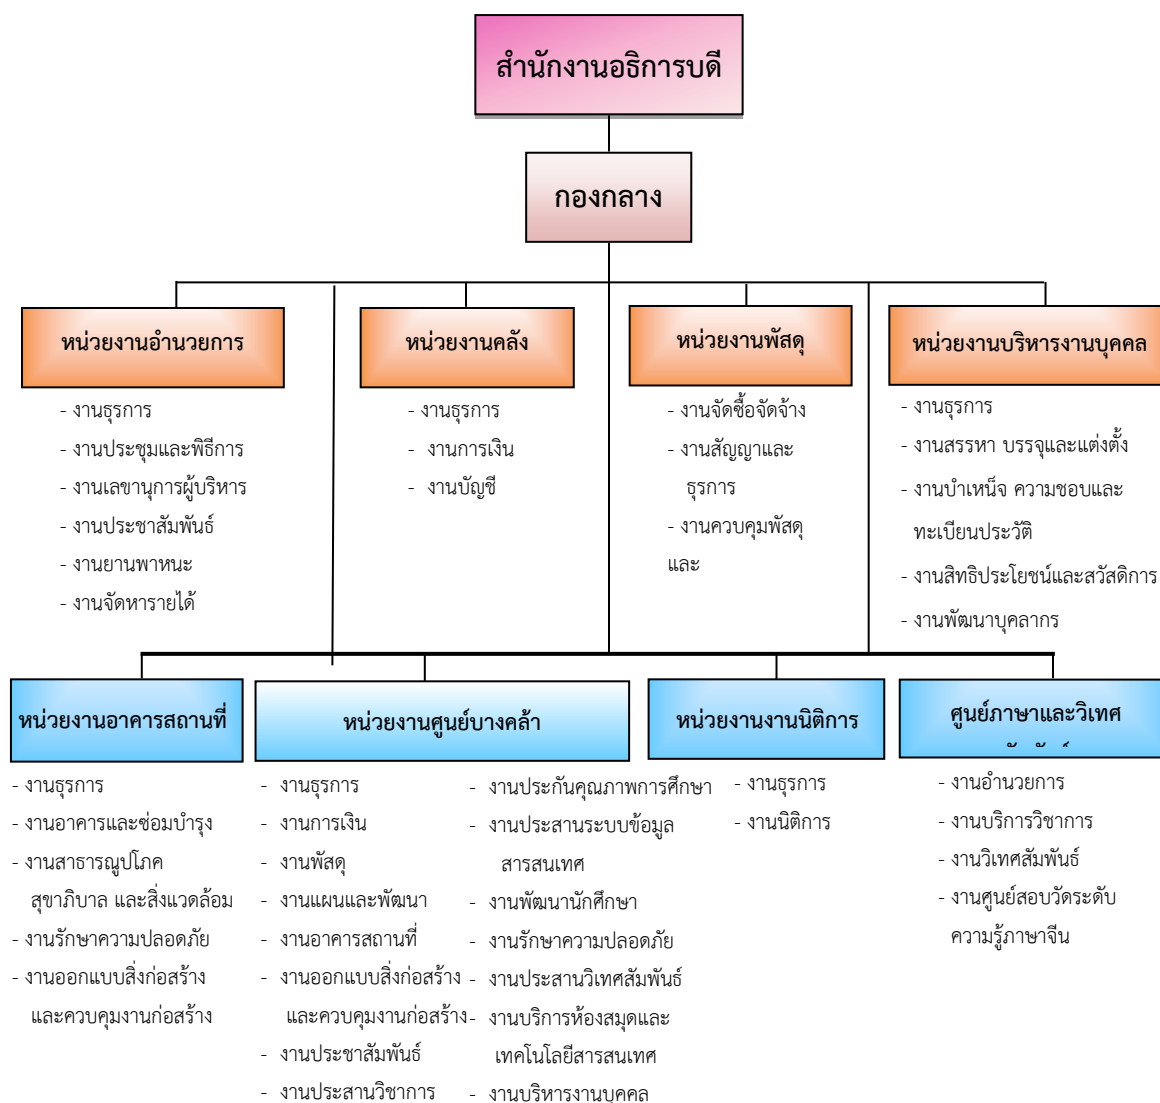 สำนักงานอธิการบดี
กองกลาง
หน่วยงานอำนวยการ
- งานธุรการ
- งานประชุมและพิธีการ
- งานเลขานุการผู้บริหาร
- งานประชาสัมพันธ์
- งานยานพาหนะ
- งานจัดหารายได้
หน่วยงานคลัง
- งานธุรการ
- งานการเงิน
- งานบัญชี
หน่วยงานพัสดุ
- งานจัดซื้อจัดจ้าง
- งานสัญญาและ
ธุรการ
- งานควบคุมพัสดุ
และ
หน่วยงานบริหารงานบุคคล
- งานธุรการ
- งานสรรหา บรรจุและแต่งตั้ง
- งานบำเหน็จ ความชอบและ
ทะเบียนประวัติ
- งานสิทธิประโยชน์และสวัสดิการ
- งานพัฒนาบุคลากร
หน่วยงานอาคารสถานที่
- งานธุรการ
- งานอาคารและซ่อมบำรุง
- งานสาธารณูปโภค
สุขาภิบาล และสิ่งแวดล้อม
- งานรักษาความปลอดภัย
- งานออกแบบสิ่งก่อสร้าง
และควบคุมงานก่อสร้าง
หน่วยงานศูนย์บางคล้า
- งานธุรการ
- งานการเงิน
- งานพัสดุ
- งานแผนและพัฒนา
- งานอาคารสถานที่
- งานออกแบบสิ่งก่อสร้าง
และควบคุมงานก่อสร้าง
- งานประชาสัมพันธ์
- งานประสานวิชาการ
- งานประกันคุณภาพการศึกษา
- งานประสานระบบข้อมูล
สารสนเทศ
- งานพัฒนานักศึกษา
- งานรักษาความปลอดภัย
- งานประสานวิเทศสัมพันธ์
- งานบริการห้องสมุดและ
เทคโนโลยีสารสนเทศ
- งานบริหารงานบุคคล
หน่วยงานงานนิติการ
- งานธุรการ
- งานนิติการ
ศูนย์ภาษาและวิเทศ
- งานอำนวยการ
- งานบริการวิชาการ
- งานวิเทศสัมพันธ์
- งานศูนย์สอบวัดระดับ
ความรู้ภาษาจีน